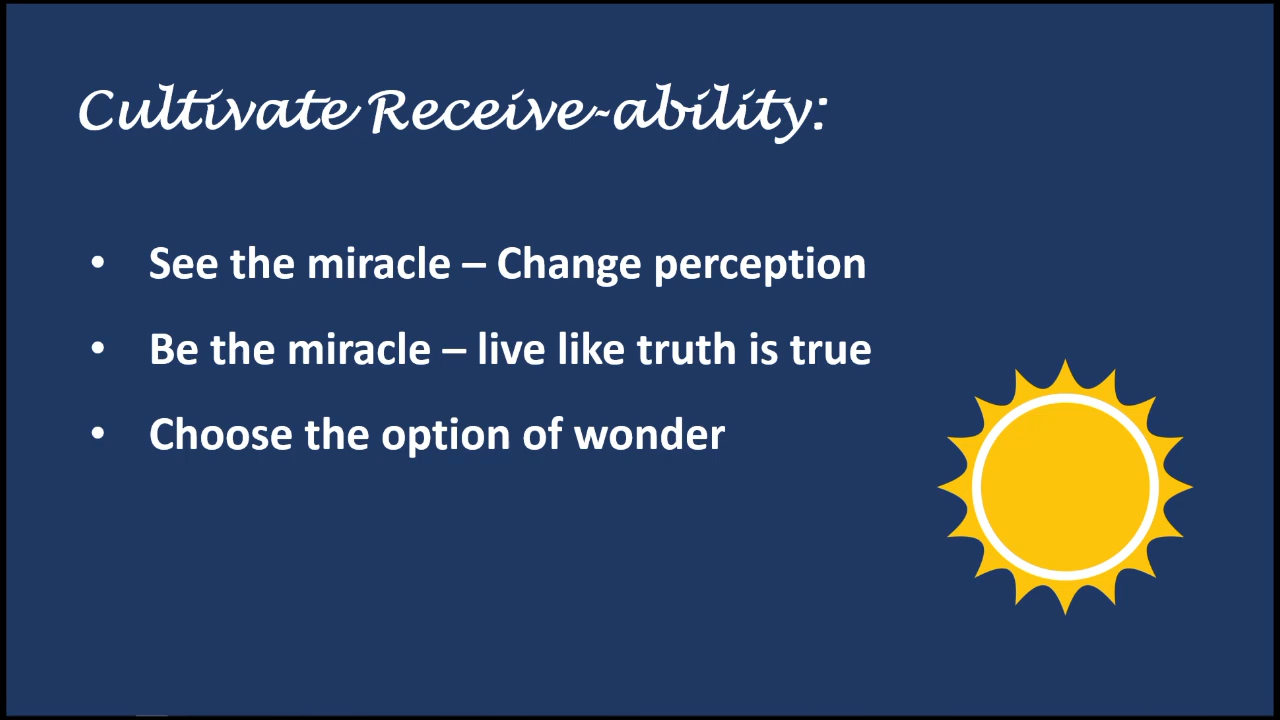 Cultivate Receive-ability:
• See the miracle – Change perception
• Be the miracle – live like truth is true
• Choose the option of wonder